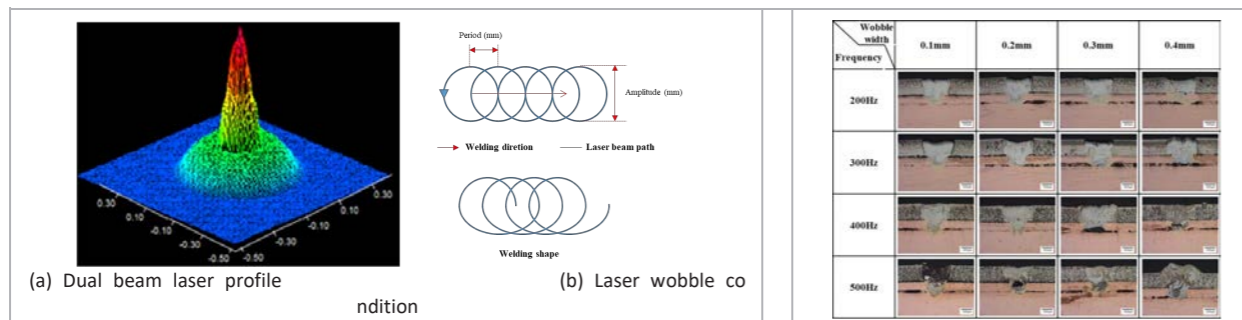 0.30
0.10
-0.10
-0.30
-0.50
-0.50
-0.30
-0.10
0.10
0.30
(a) Dual beam laser profile
Period (mm)
Amplitude (mm)
Welding diretion
Laser beam path
Welding shape
(b) Laser wobble co
ndition
Wobble width
Frequency
0.1mm
0.2mm
0.3mm
0.4mm
200Hz
300Hz
400Hz
500Hz